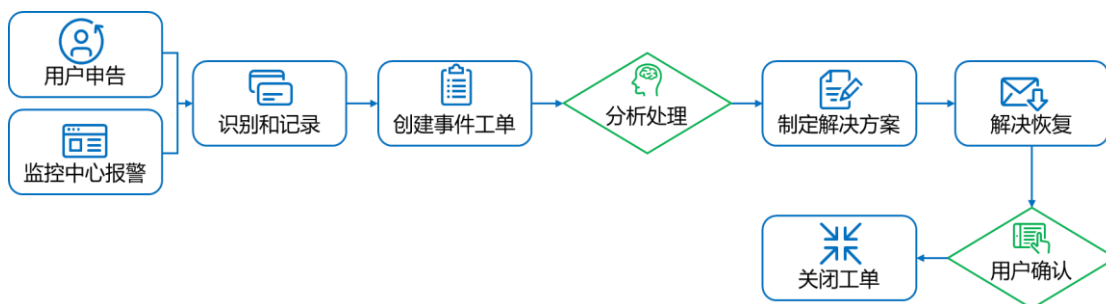 用户申告
监控中心报警
识别和记录
创建事件工单
分析处理
制定解决方案
解决恢复
用户确认
关闭工单